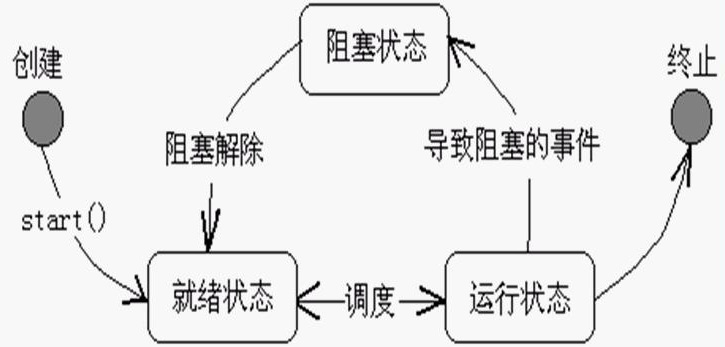 阻塞状态
创建
终止
阻塞解除
导致阻塞的事件
start()
就绪状态
调度
运行状态